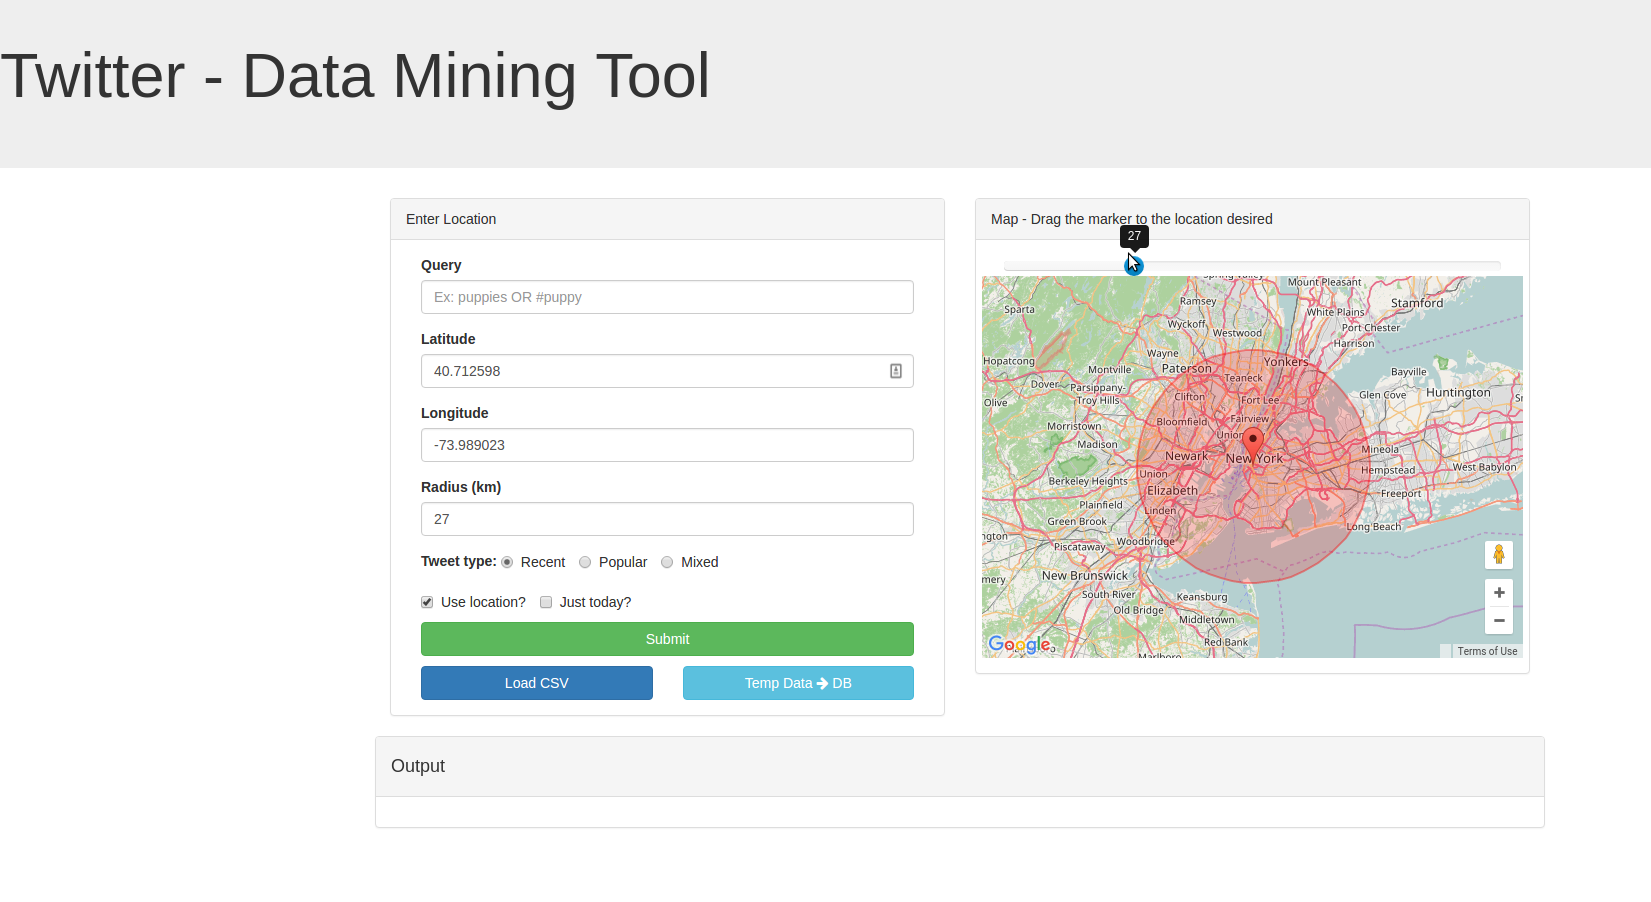 Twitter - Data Mining Tool
Enter Location
Query
Ex: puppies OR #puppy
Latitude
40.712598
Longitude
-73.989023
Radius (km)
27
Tweet type: Recent Popular Mixed
Use location? Just today?
Submit
Load CSV
Temp Data DB
Map - Drag the marker to the location desired
27
Mount Pleasant
Sparta
Ramsey
Stamford
White Plains
Wyckoff
Port Chester
Westwood
Harrison
Wayne
Hopatcong
Yonkers
Montville
Paterson
Bayville
Teaneck
Dover
Parsippany-
Troy Hills
Huntington
Glen Cove
Clifton
Fort Lee
Olive
Fairview
Bloomfield
Morristown
Union
Madison
Mineola
Newark
New York
Hempstead
West Babylon
Union
Berkeley Heights
Elizabeth
Freeport
Plainfield
Linden
Green Brook
Long Beach
Woodbridge
Piscataway
New Brunswick
South River
Keansburg
Old Bridge
Middletown
Red Bank
Marlboro
Google
Terms of Use
Output